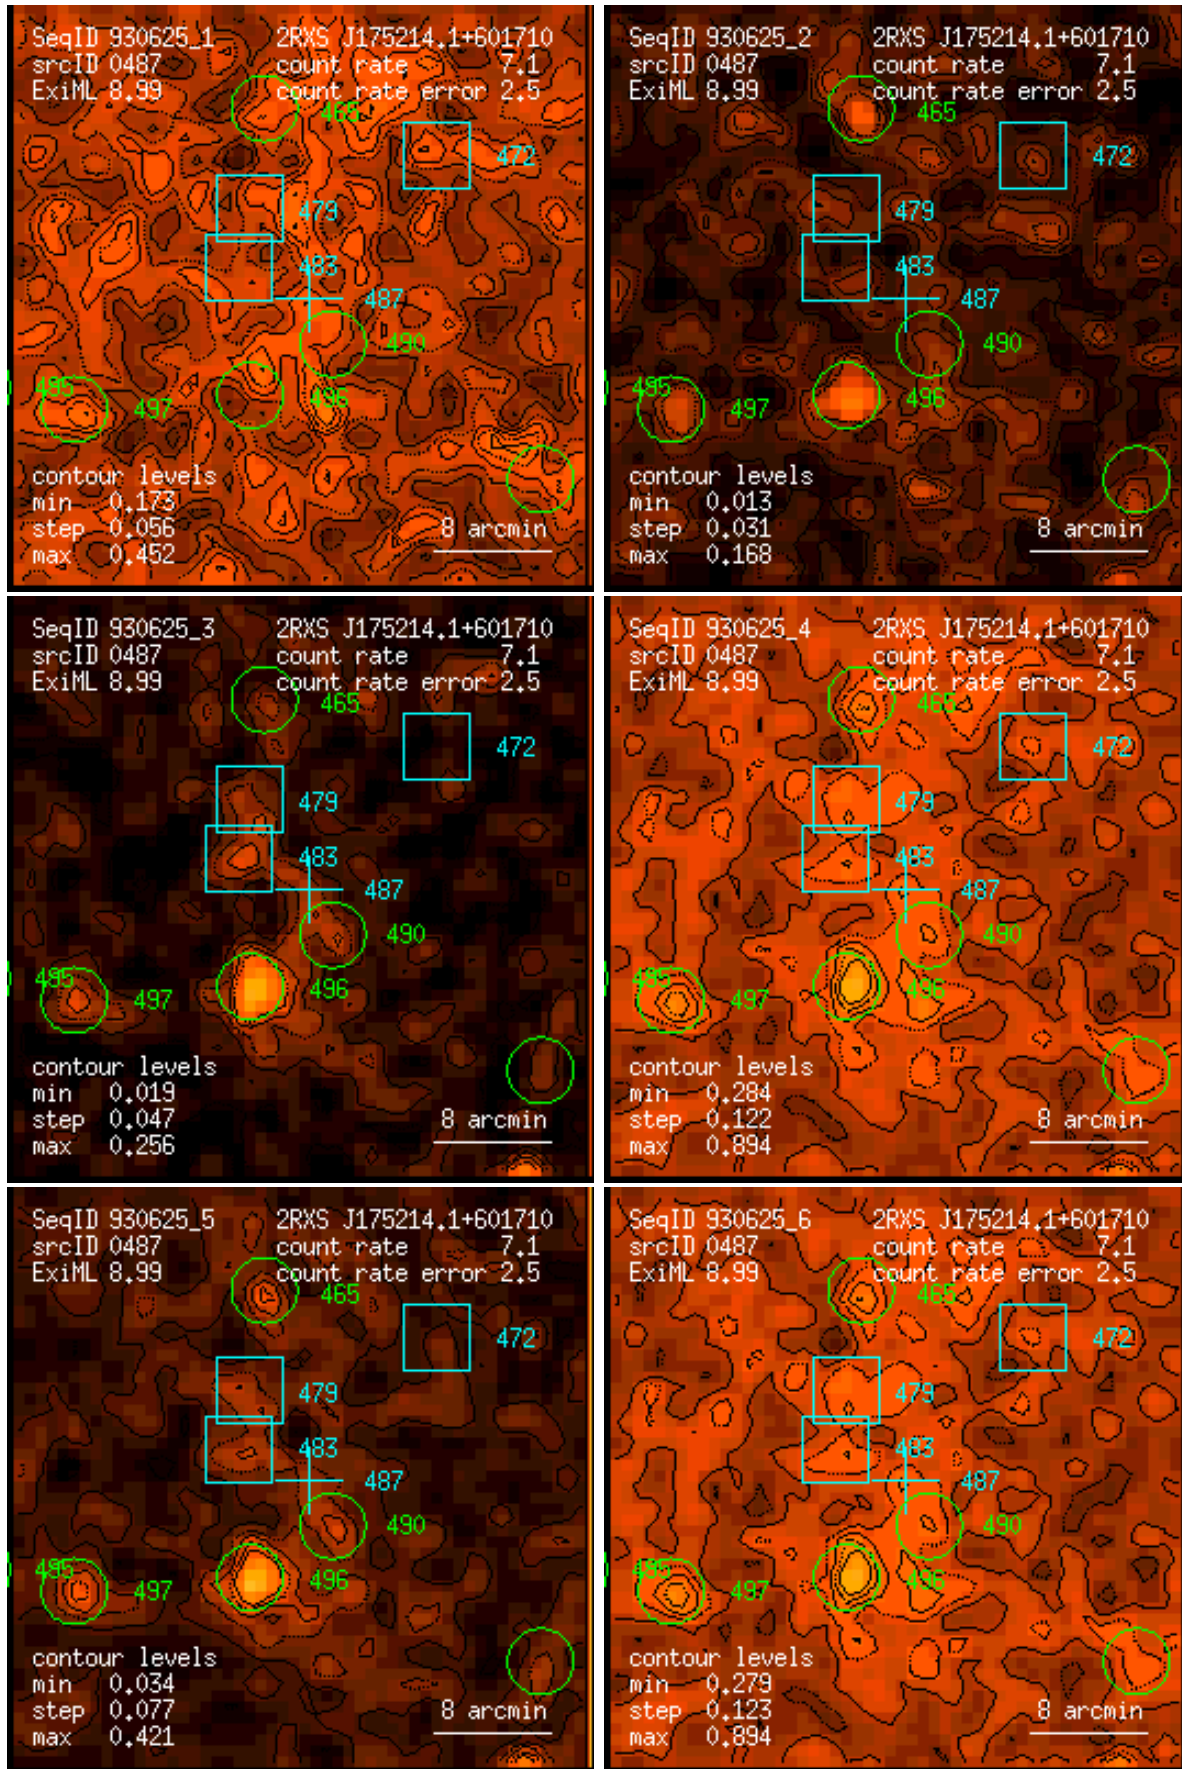 SeqID 930625_1 2RXS J175214.1+601710
srcID 0487 count rate 7.1
ExiML 8.99 count rate error 2.5
465
472
479
483
487
490
495
496
497
contour levels
min 0.173
step 0.056
max 0.452
8 arcmin
SeqID 930625_2 2RXS J175214.1+601710
srcID 0487 count rate 7.1
ExiML 8.99 count rate error 2.5
465
472
479
483
487
490
495
496
497
contour levels
min 0.013
step 0.031
max 0.168
8 arcmin
SeqID 930625_3 2RXS J175214.1+601710
srcID 0487 count rate 7.1
ExiML 8.99 count rate error 2.5
465
472
479
483
487
490
495
496
497
contour levels
min 0.019
step 0.047
max 0.256
8 arcmin
SeqID 930625_4 2RXS J175214.1+601710
srcID 0487 count rate 7.1
ExiML 8.99 count rate error 2.5
465
472
479
483
487
490
495
496
497
contour levels
min 0.284
step 0.122
max 0.894
8 arcmin
SeqID 930625_5 2RXS J175214.1+601710
srcID 0487 count rate 7.1
ExiML 8.99 count rate error 2.5
465
472
479
483
487
490
495
496
497
contour levels
min 0.034
step 0.077
max 0.421
8 arcmin
SeqID 930625_6 2RXS J175214.1+601710
srcID 0487 count rate 7.1
ExiML 8.99 count rate error 2.5
465
472
479
483
487
490
495
496
497
contour levels
min 0.279
step 0.123
max 0.894
8 arcmin